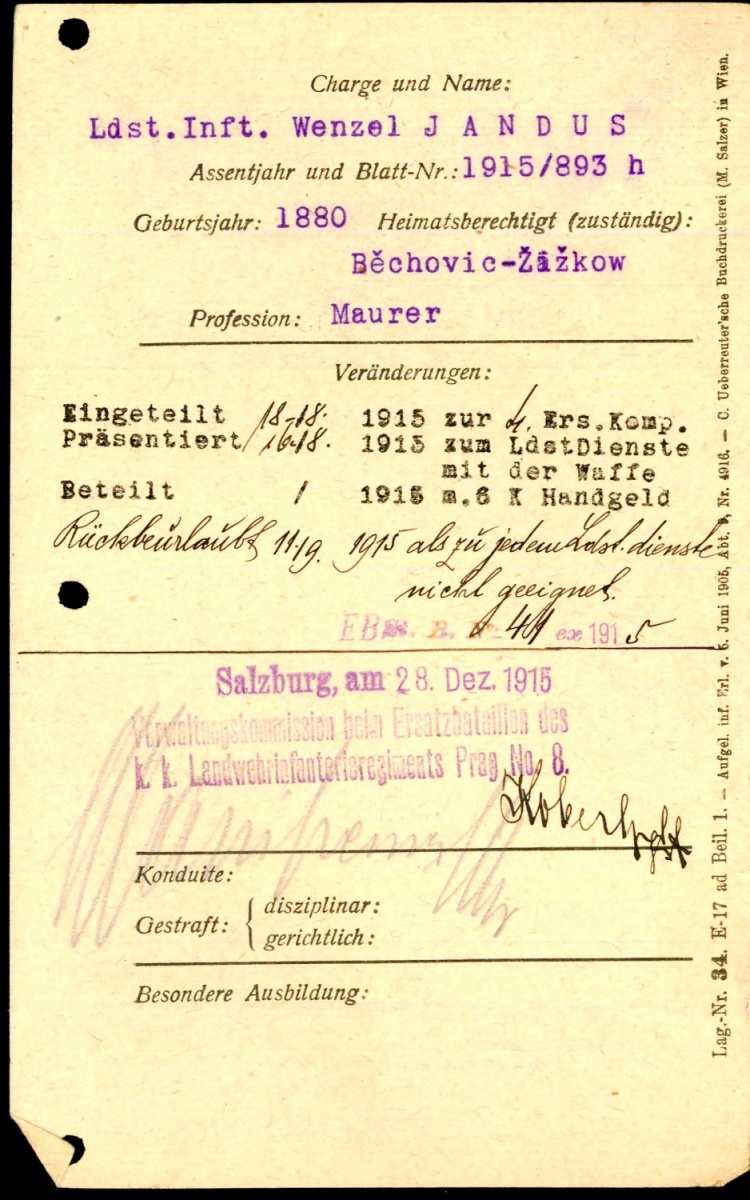 Charge und Name:
Ldst.Inft. Wenzel J A N D U S
Assentjahr und Blatt-Nr.: 1915/893 h
Geburtsjahr: 1880 Heimatsberechtigt (zuständig):
Běchovic-Žižkow
Profession: Maurer
Veränderungen:
Eingeteilt 18-/8. 1915 zur 4. Ers.Komp.
Präsentiert 16./8. 1915 zum LdstDienste
mit der Waffe
Beteilt / 1915 m. 6 K Handgeld
Rückbeurlaubt 11./9. 1915 als zu jedem Ldst.dienste
nicht geeignet.
41 ex 1915
Salzburg, am 28. Dez. 1915
Verwaltungskommission beim Ersatzbataillon des
k. k. Landwehrinfanterieregiments Prag No. 8.
Konduite:
Gestraft: { disziplinar:
gerichtlich:
Besondere Ausbildung:
Lag.-Nr. 34. E-17 ad Beil. 1. — Aufgel. inf. Erl. v. 6. Juni 1905, Abt. 9, Nr. 4916. — C. Ueberreuter'sche Buchdruckerei (M. Salzer) in Wien.